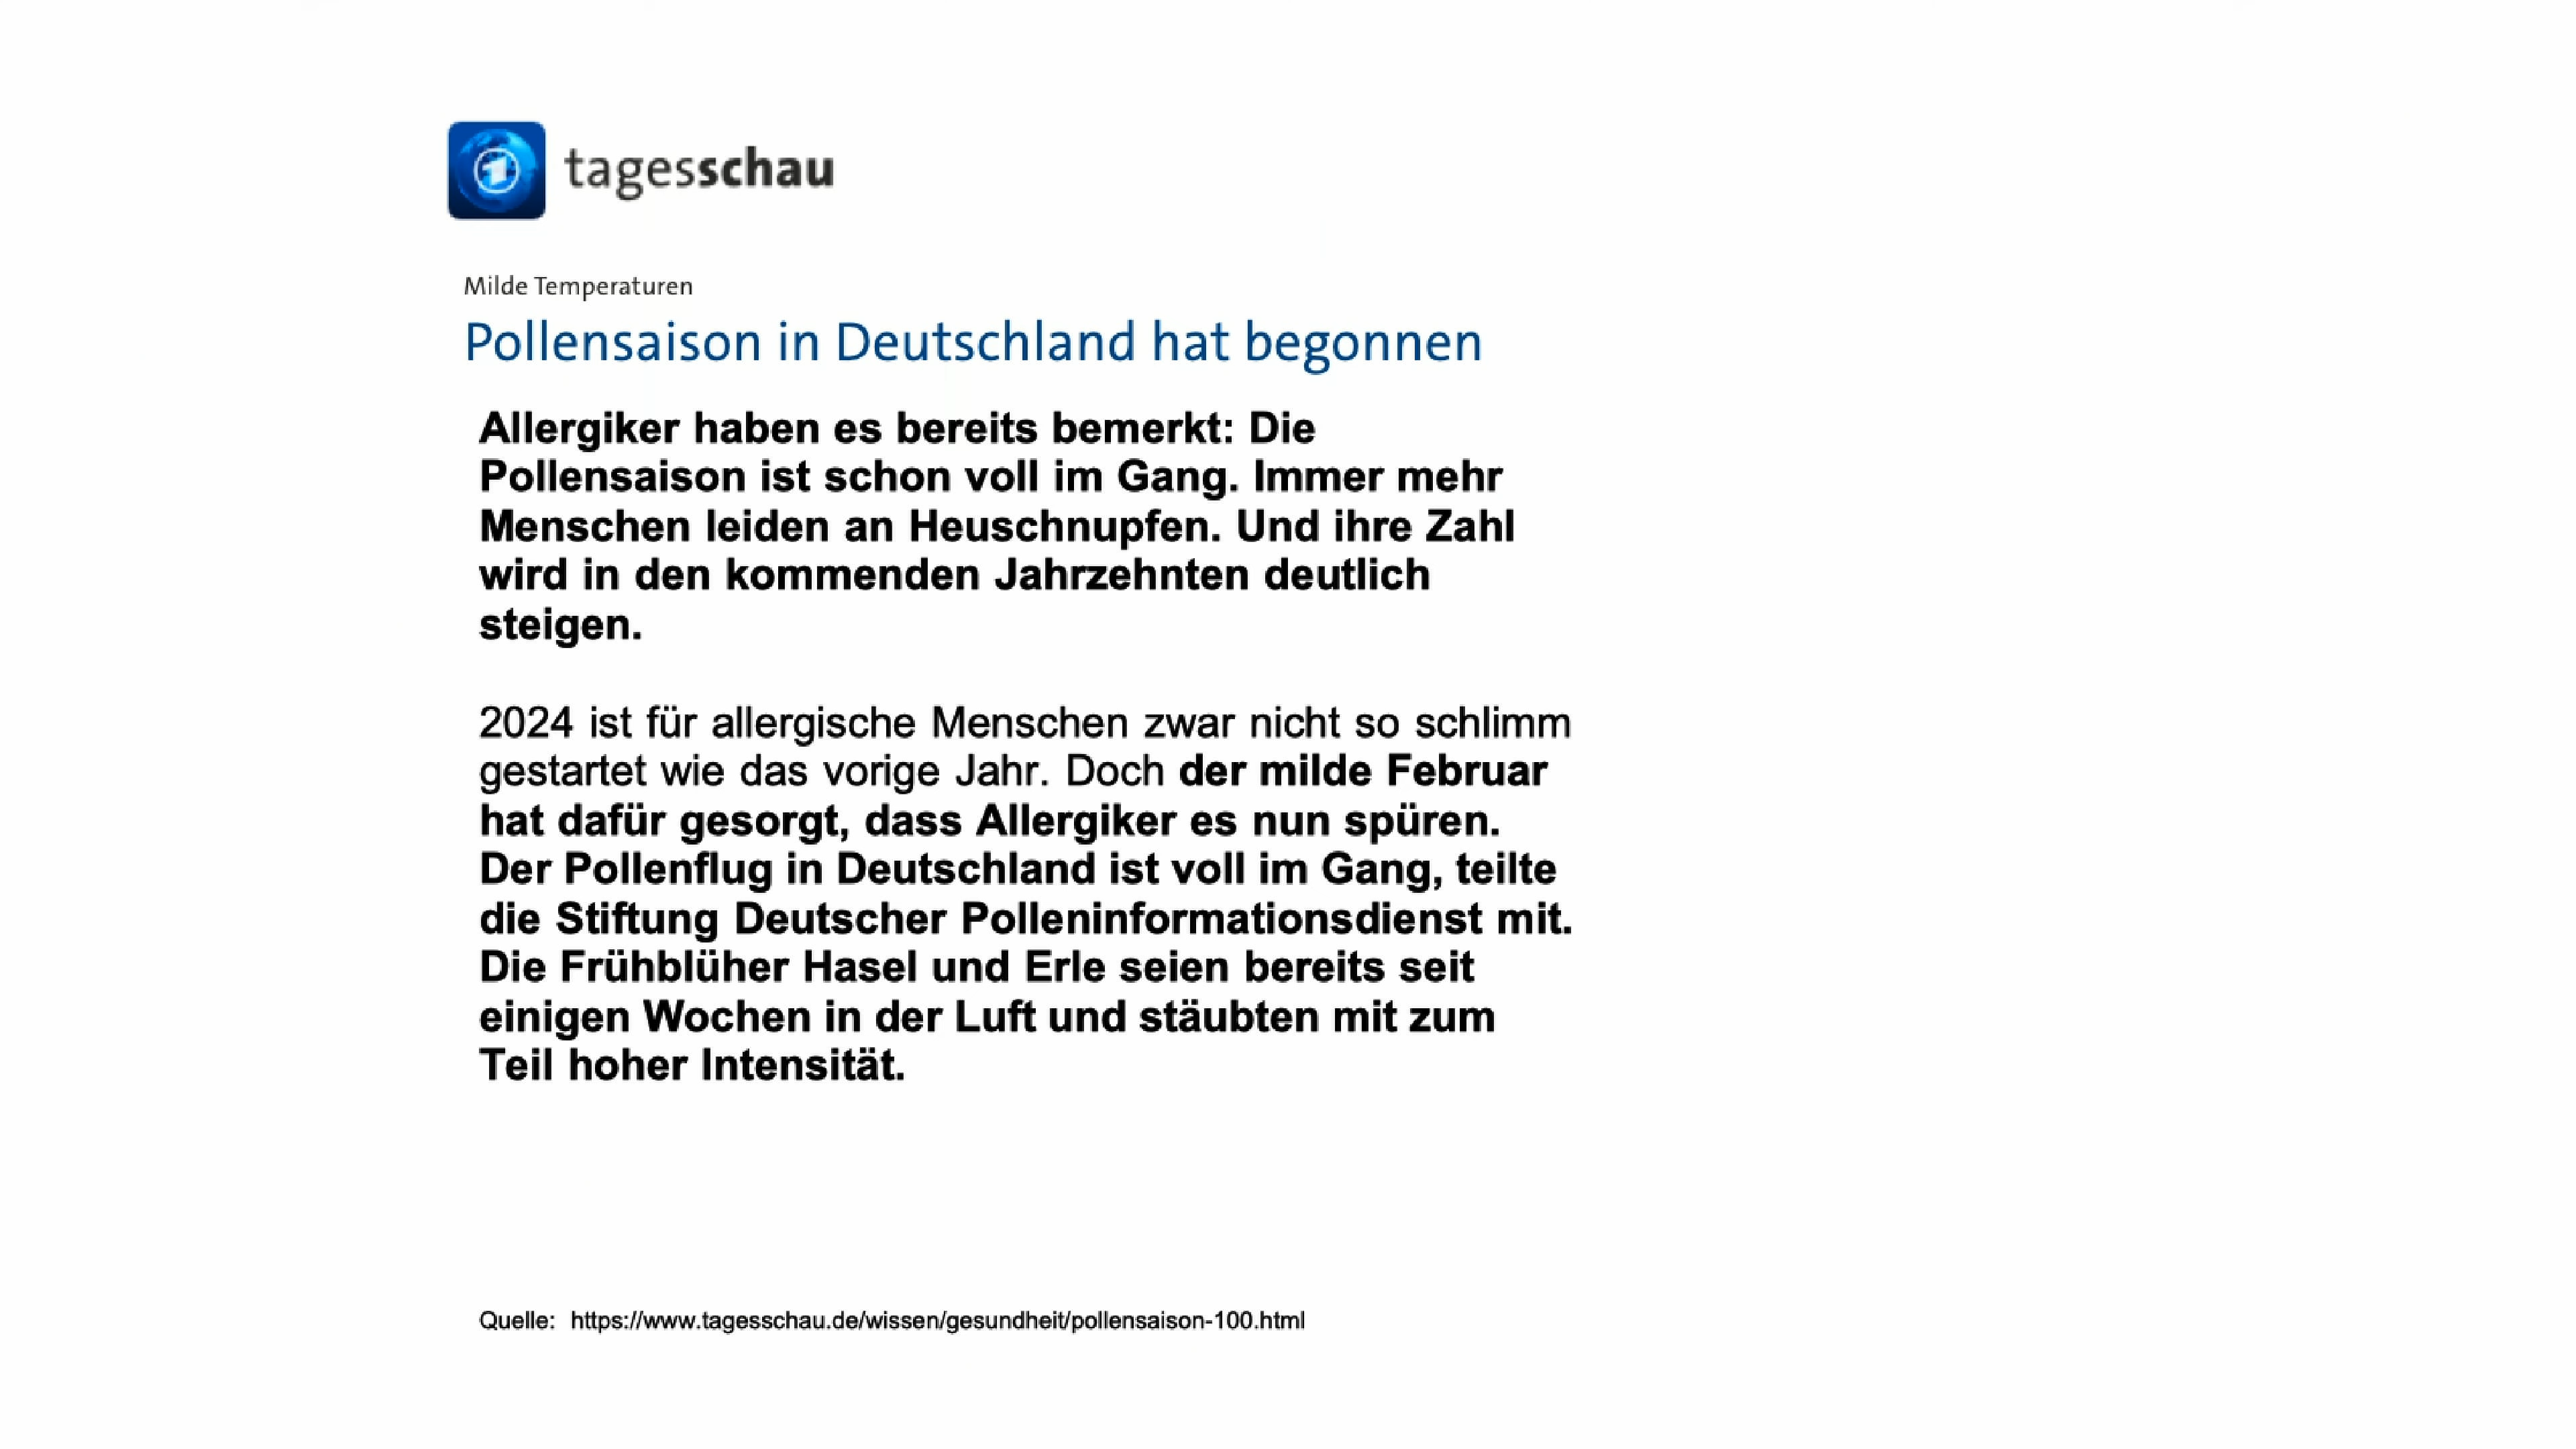 tagesschau
Milde Temperaturen
Pollensaison in Deutschland hat begonnen
Allergiker haben es bereits bemerkt: Die
Pollensaison ist schon voll im Gang. Immer mehr
Menschen leiden an Heuschnupfen. Und ihre Zahl
wird in den kommenden Jahrzehnten deutlich
steigen.
2024 ist für allergische Menschen zwar nicht so schlimm
gestartet wie das vorige Jahr. Doch der milde Februar
hat dafür gesorgt, dass Allergiker es nun spüren.
Der Pollenflug in Deutschland ist voll im Gang, teilte
die Stiftung Deutscher Polleninformationsdienst mit.
Die Frühblüher Hasel und Erle seien bereits seit
einigen Wochen in der Luft und stäubten mit zum
Teil hoher Intensität.
Quelle: https://www.tagesschau.de/wissen/gesundheit/pollensaison-100.html